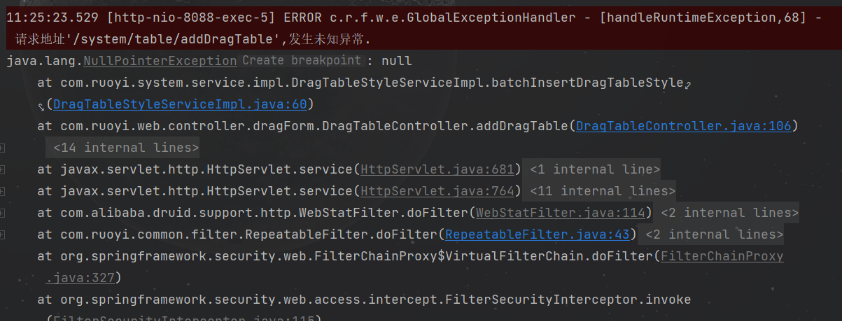 11:25:23.529 [http-nio-8088-exec-5] ERROR c.r.f.w.e.GlobalExceptionHandler - [handleRuntimeException,68] -
请求地址'/system/table/addDragTable',发生未知异常.
java.lang.NullPointerException Create breakpoint : null
at com.ruoyi.system.service.impl.DragTableStyleServiceImpl.batchInsertDragTableStyle
(DragTableStyleServiceImpl.java:60)
at com.ruoyi.web.controller.dragForm.DragTableController.addDragTable(DragTableController.java:106)
<14 internal lines>
at javax.servlet.http.HttpServlet.service(HttpServlet.java:681) <1 internal line>
at javax.servlet.http.HttpServlet.service(HttpServlet.java:764) <11 internal lines>
at com.alibaba.druid.support.http.WebStatFilter.doFilter(WebStatFilter.java:114) <2 internal lines>
at com.ruoyi.common.filter.RepeatableFilter.doFilter(RepeatableFilter.java:43) <2 internal lines>
at org.springframework.security.web.FilterChainProxy$VirtualFilterChain.doFilter(FilterChainProxy
.java:327)
at org.springframework.security.web.access.intercept.FilterSecurityInterceptor.invoke
(FilterSecurityInterceptor.java:115)